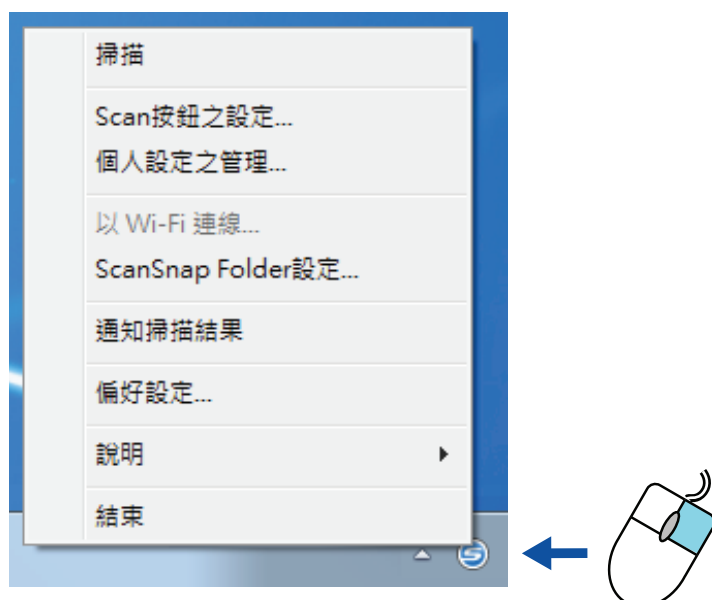 掃描
Scan按鈕之設定...
個人設定之管理...
以 Wi-Fi 連線...
ScanSnap Folder設定...
通知掃描結果
偏好設定...
說明
結束